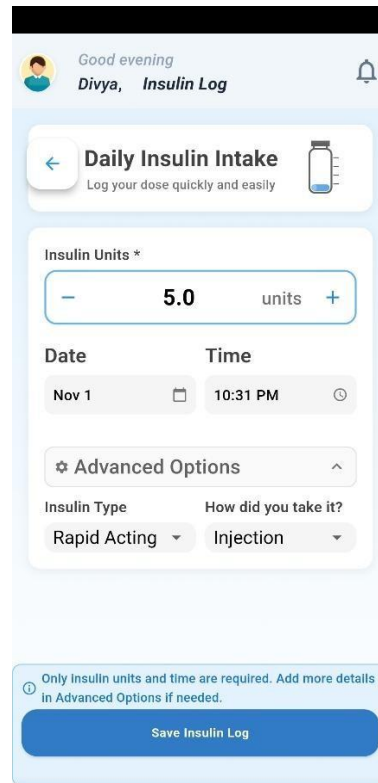 Good evening
Divya, Insulin Log
Daily Insulin Intake
Log your dose quickly and easily
Insulin Units *
− 5.0 units +
Date Time
Nov 1 10:31 PM
Advanced Options
Insulin Type How did you take it?
Rapid Acting Injection
Only insulin units and time are required. Add more details
in Advanced Options if needed.
Save Insulin Log